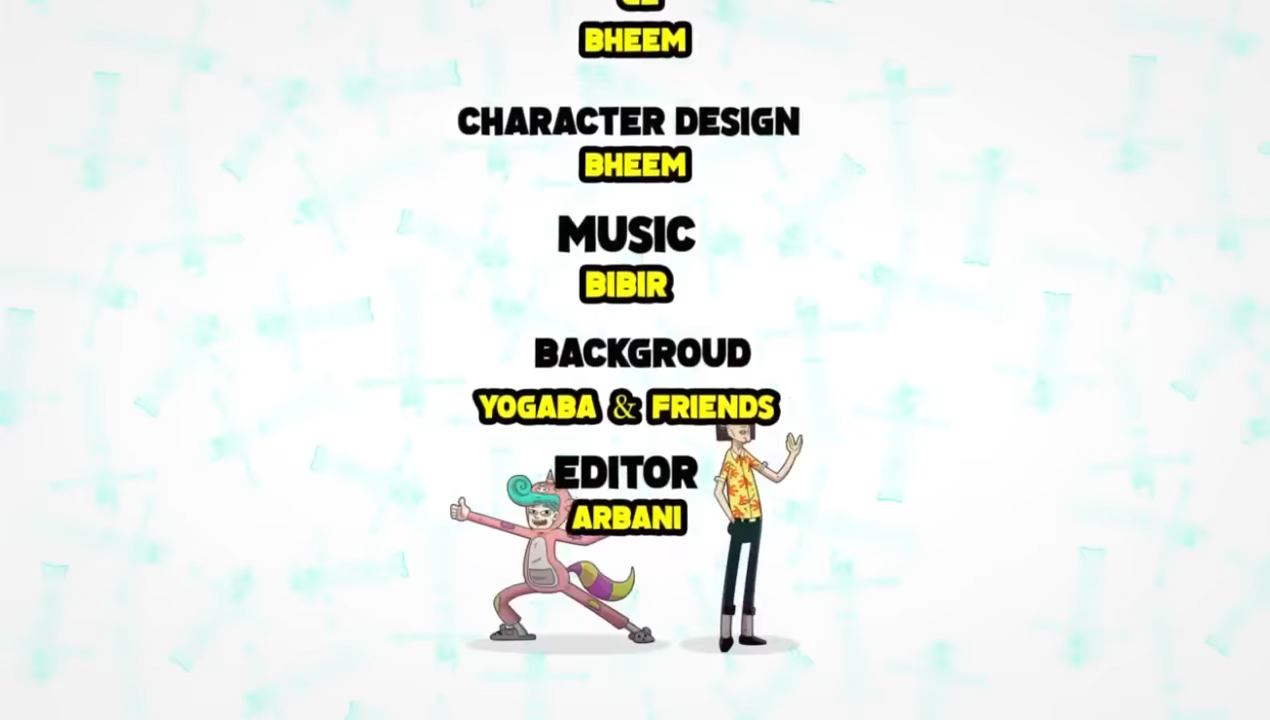 BHEEM
CHARACTER DESIGN
BHEEM
MUSIC
BIBIR
BACKGROUD
YOGABA & FRIENDS
EDITOR
ARBANI